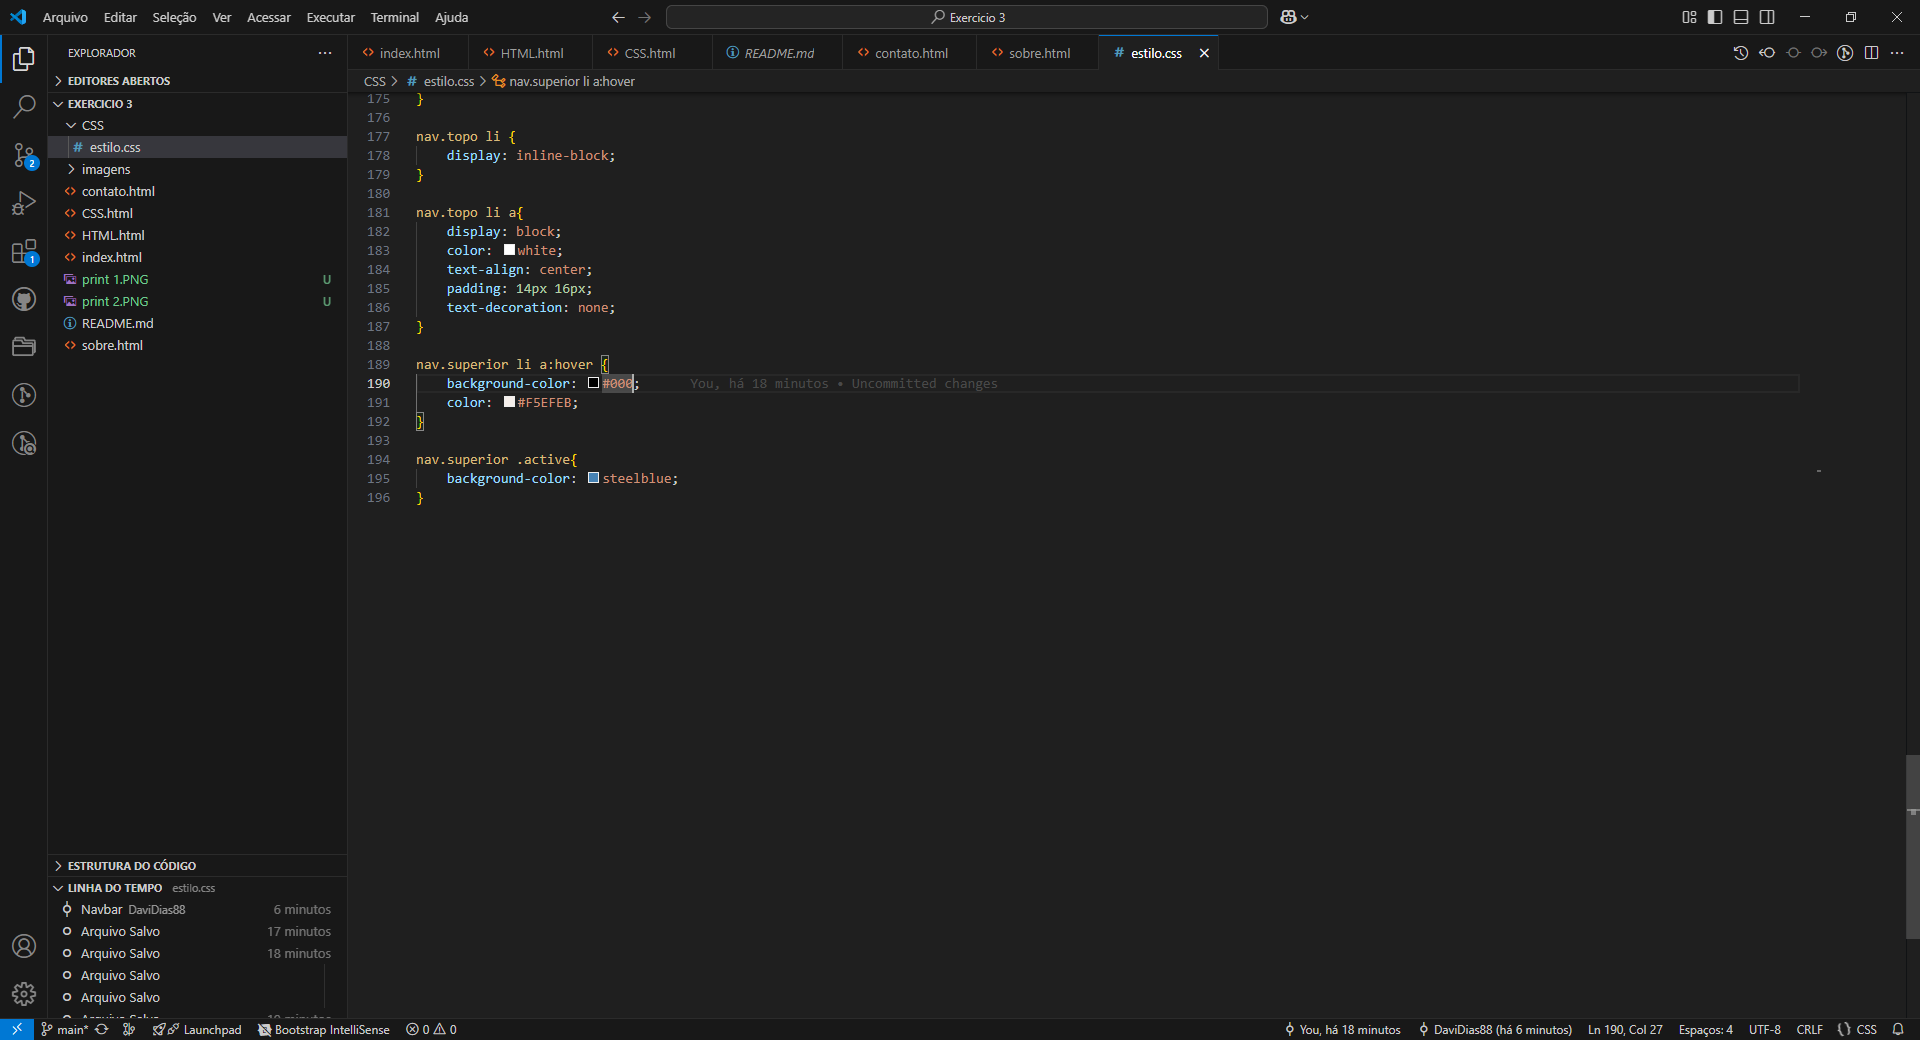 Arquivo Editar Seleção Ver Acessar Executar Terminal Ajuda
Exercicio 3
EXPLORADOR
EDITORES ABERTOS
EXERCICIO 3
CSS
estilo.css
imagens
contato.html
CSS.html
HTML.html
index.html
print 1.PNG U
print 2.PNG U
README.md
sobre.html
ESTRUTURA DO CÓDIGO
LINHA DO TEMPO estilo.css
Navbar DaviDias88 6 minutos
Arquivo Salvo 17 minutos
Arquivo Salvo 18 minutos
Arquivo Salvo
Arquivo Salvo
2
1
index.html HTML.html CSS.html README.md contato.html sobre.html # estilo.css
CSS > # estilo.css > nav.superior li a:hover
175 }
176
177 nav.topo li {
178 display: inline-block;
179 }
180
181 nav.topo li a{
182 display: block;
183 color: white;
184 text-align: center;
185 padding: 14px 16px;
186 text-decoration: none;
187 }
188
189 nav.superior li a:hover {
190 background-color: #000; You, há 18 minutos • Uncommitted changes
191 color: #F5EFEB;
192 }
193
194 nav.superior .active{
195 background-color: steelblue;
196 }
main* Launchpad Bootstrap IntelliSense 0 0 You, há 18 minutos DaviDias88 (há 6 minutos) Ln 190, Col 27 Espaços: 4 UTF-8 CRLF {} CSS